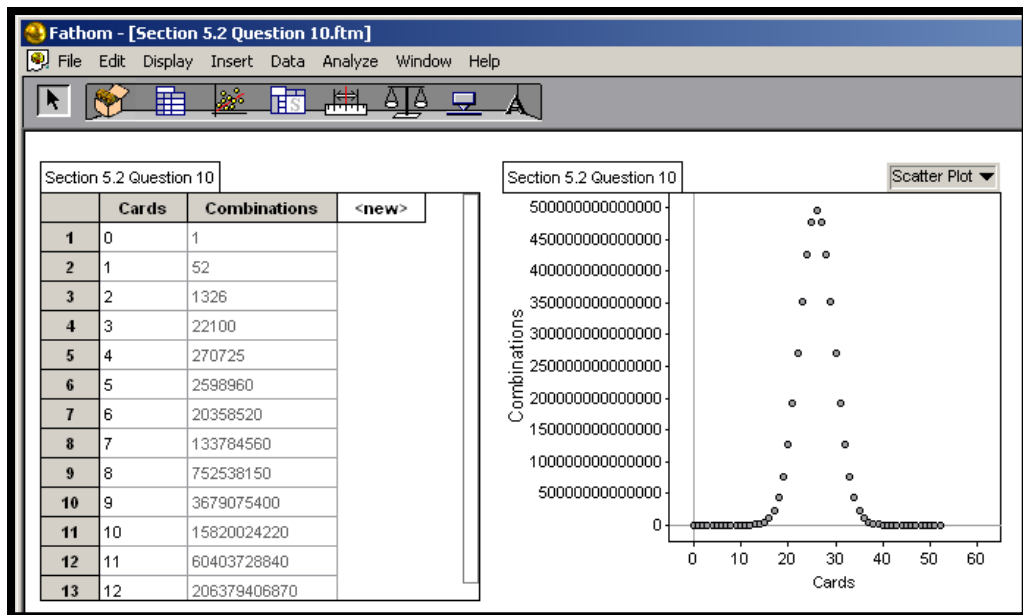 Fathom - [Section 5.2 Question 10.ftm]
File Edit Display Insert Data Analyze Window Help
Section 5.2 Question 10
Cards Combinations <new>
1 0 1
2 1 52
3 2 1326
4 3 22100
5 4 270725
6 5 2598960
7 6 20358520
8 7 133784560
9 8 752538150
10 9 3679075400
11 10 15820024220
12 11 60403728840
13 12 206379406870
Section 5.2 Question 10
Scatter Plot
Combinations
500000000000000
450000000000000
400000000000000
350000000000000
300000000000000
250000000000000
200000000000000
150000000000000
100000000000000
50000000000000
0
0 10 20 30 40 50 60
Cards